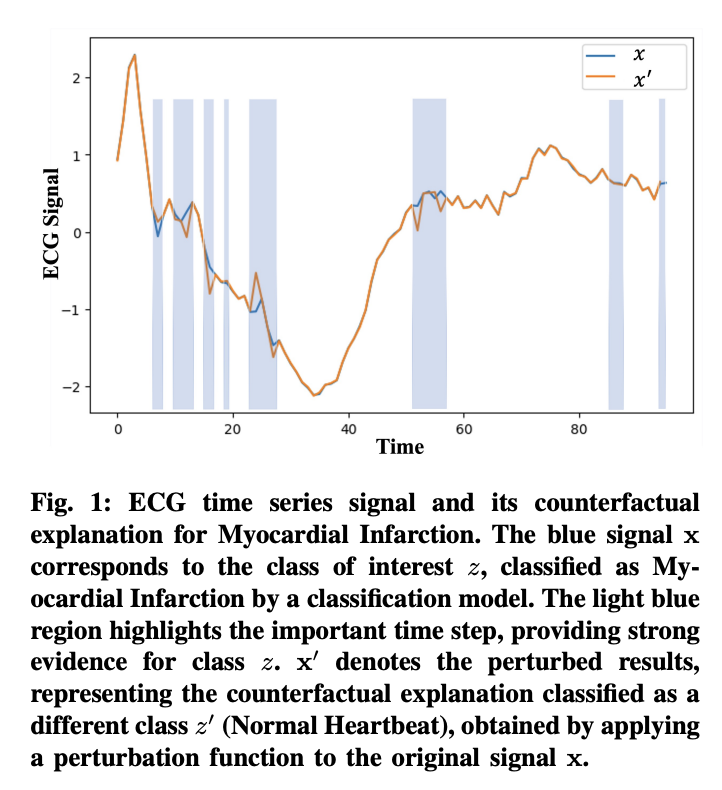 x
x′
2
1
0
−1
−2
ECG Signal
0
20
40
60
80
Time
Fig. 1: ECG time series signal and its counterfactual
explanation for Myocardial Infarction. The blue signal x
corresponds to the class of interest z, classified as My-
ocardial Infarction by a classification model. The light blue
region highlights the important time step, providing strong
evidence for class z. x′ denotes the perturbed results,
representing the counterfactual explanation classified as a
different class z′ (Normal Heartbeat), obtained by applying
a perturbation function to the original signal x.